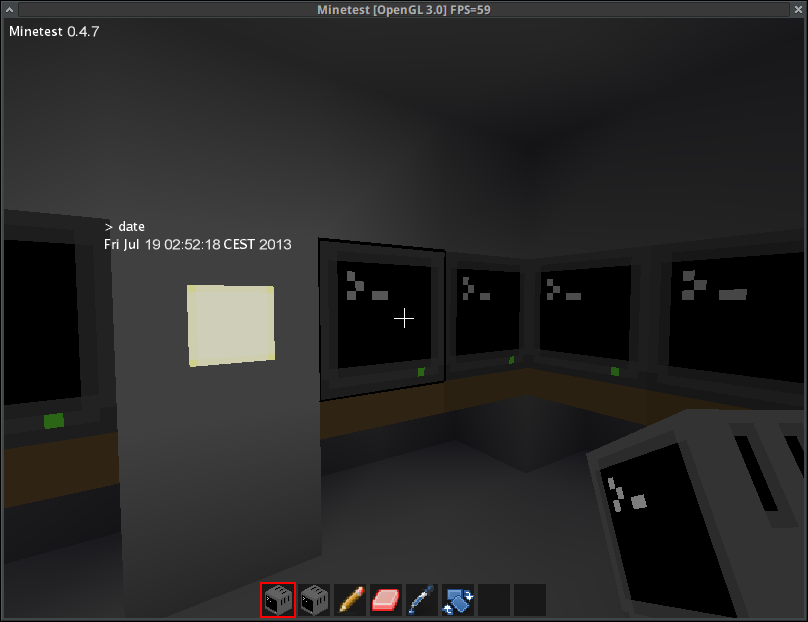 Minetest [OpenGL 3.0] FPS=59
Minetest 0.4.7
> date
Fri Jul 19 02:52:18 CEST 2013